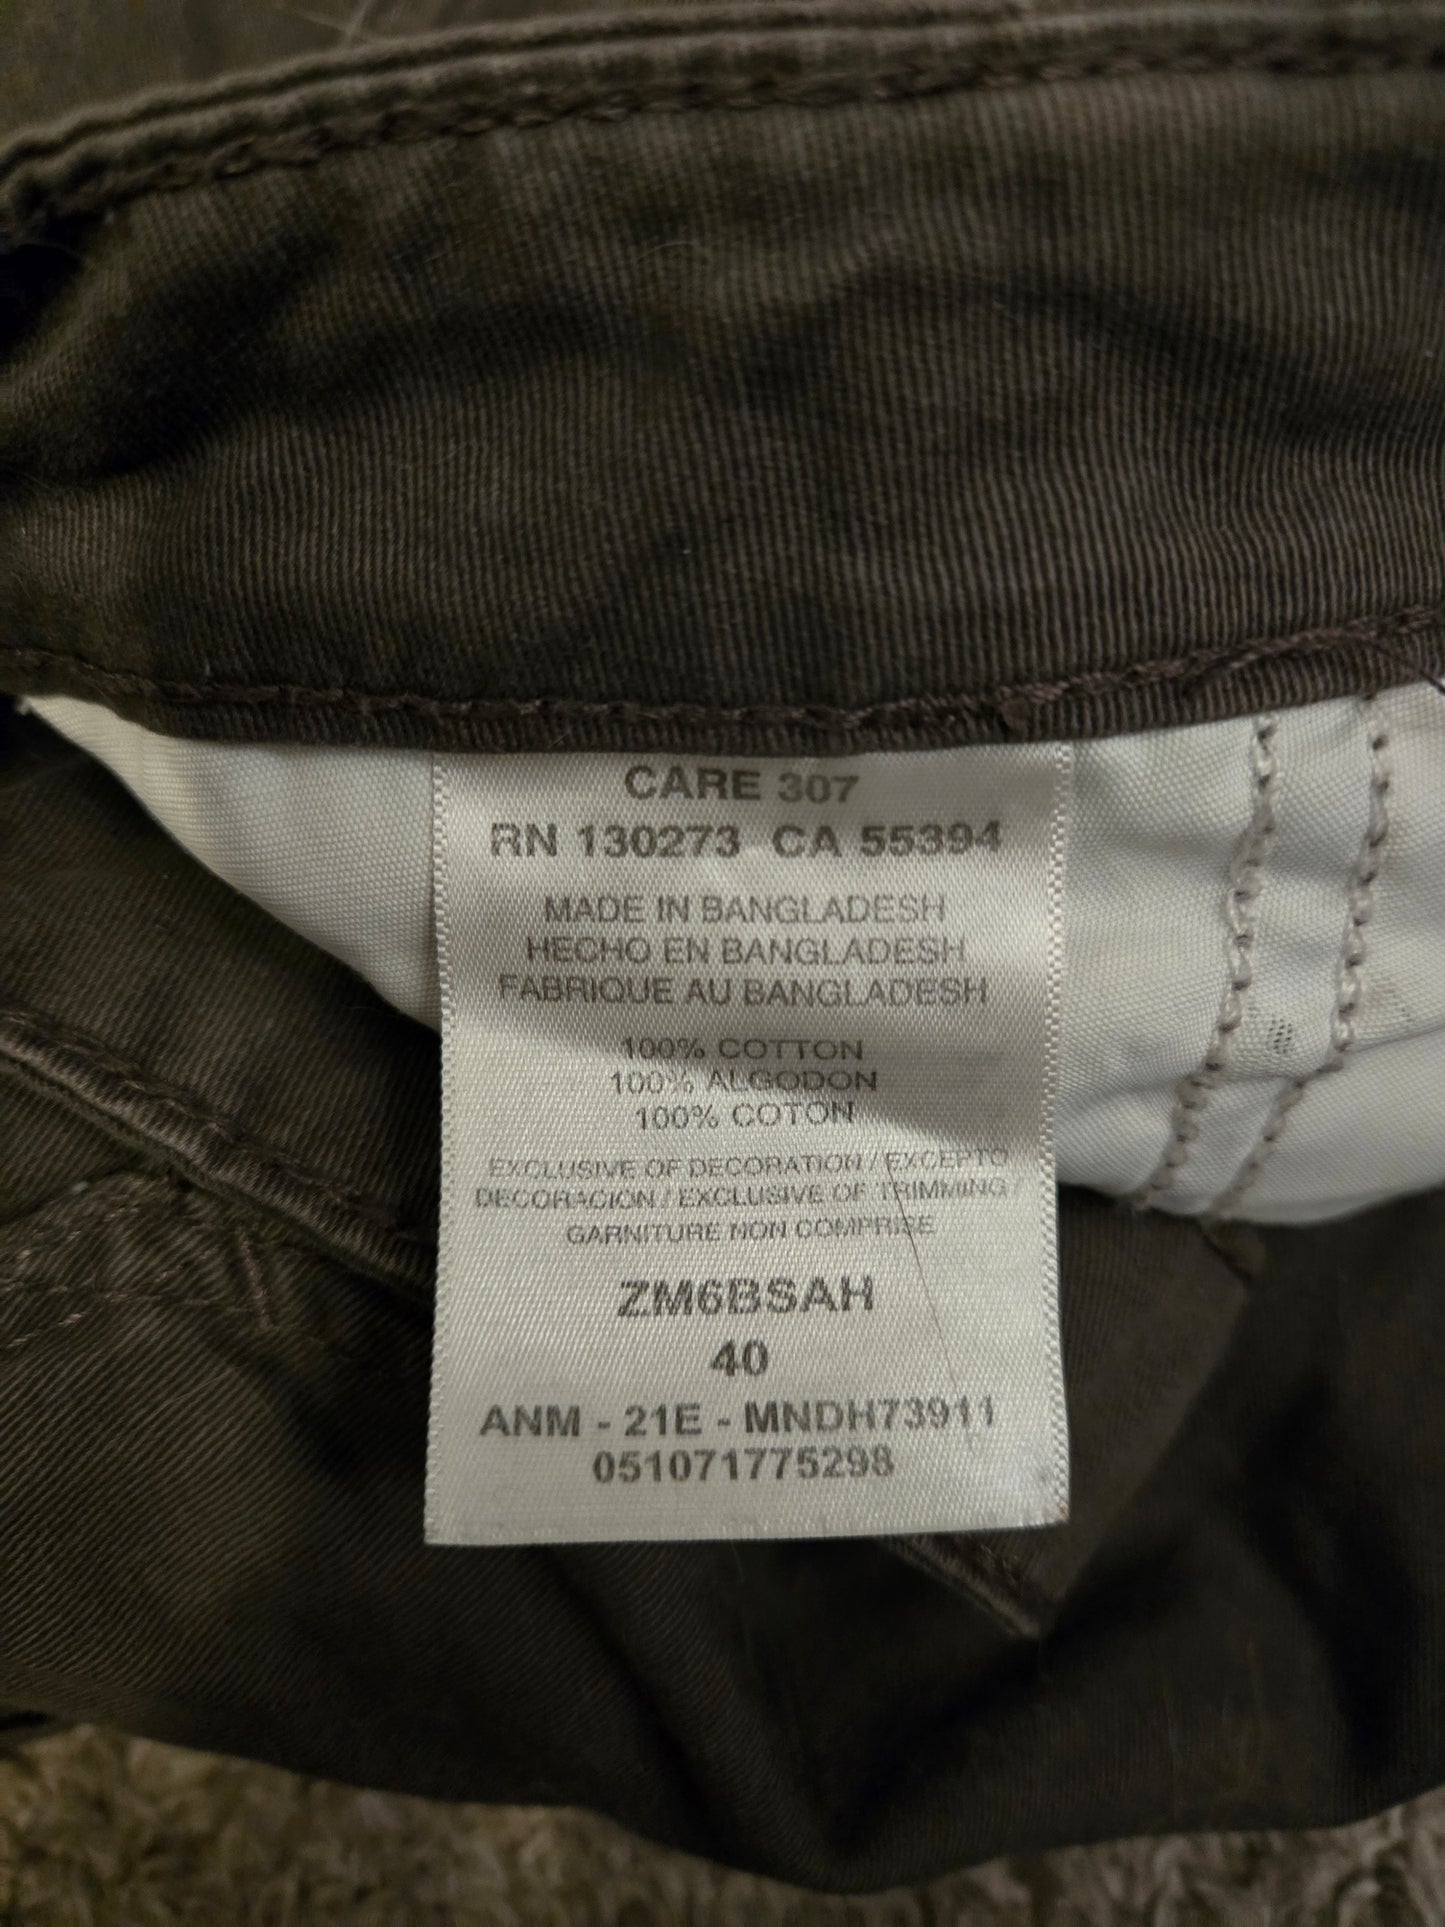 CARE 307
RN 130273 CA 55394
MADE IN BANGLADESH
HECHO EN BANGLADESH
FABRIQUE AU BANGLADESH
100% COTTON
100% ALGODON
100% COTON
EXCLUSIVE OF DECORATION / EXCEPTO
DECORACION / EXCLUSIVE OF TRIMMING /
GARNITURE NON COMPRISE
ZM6BSAH
40
ANM - 21E - MNDH73911
051071775298